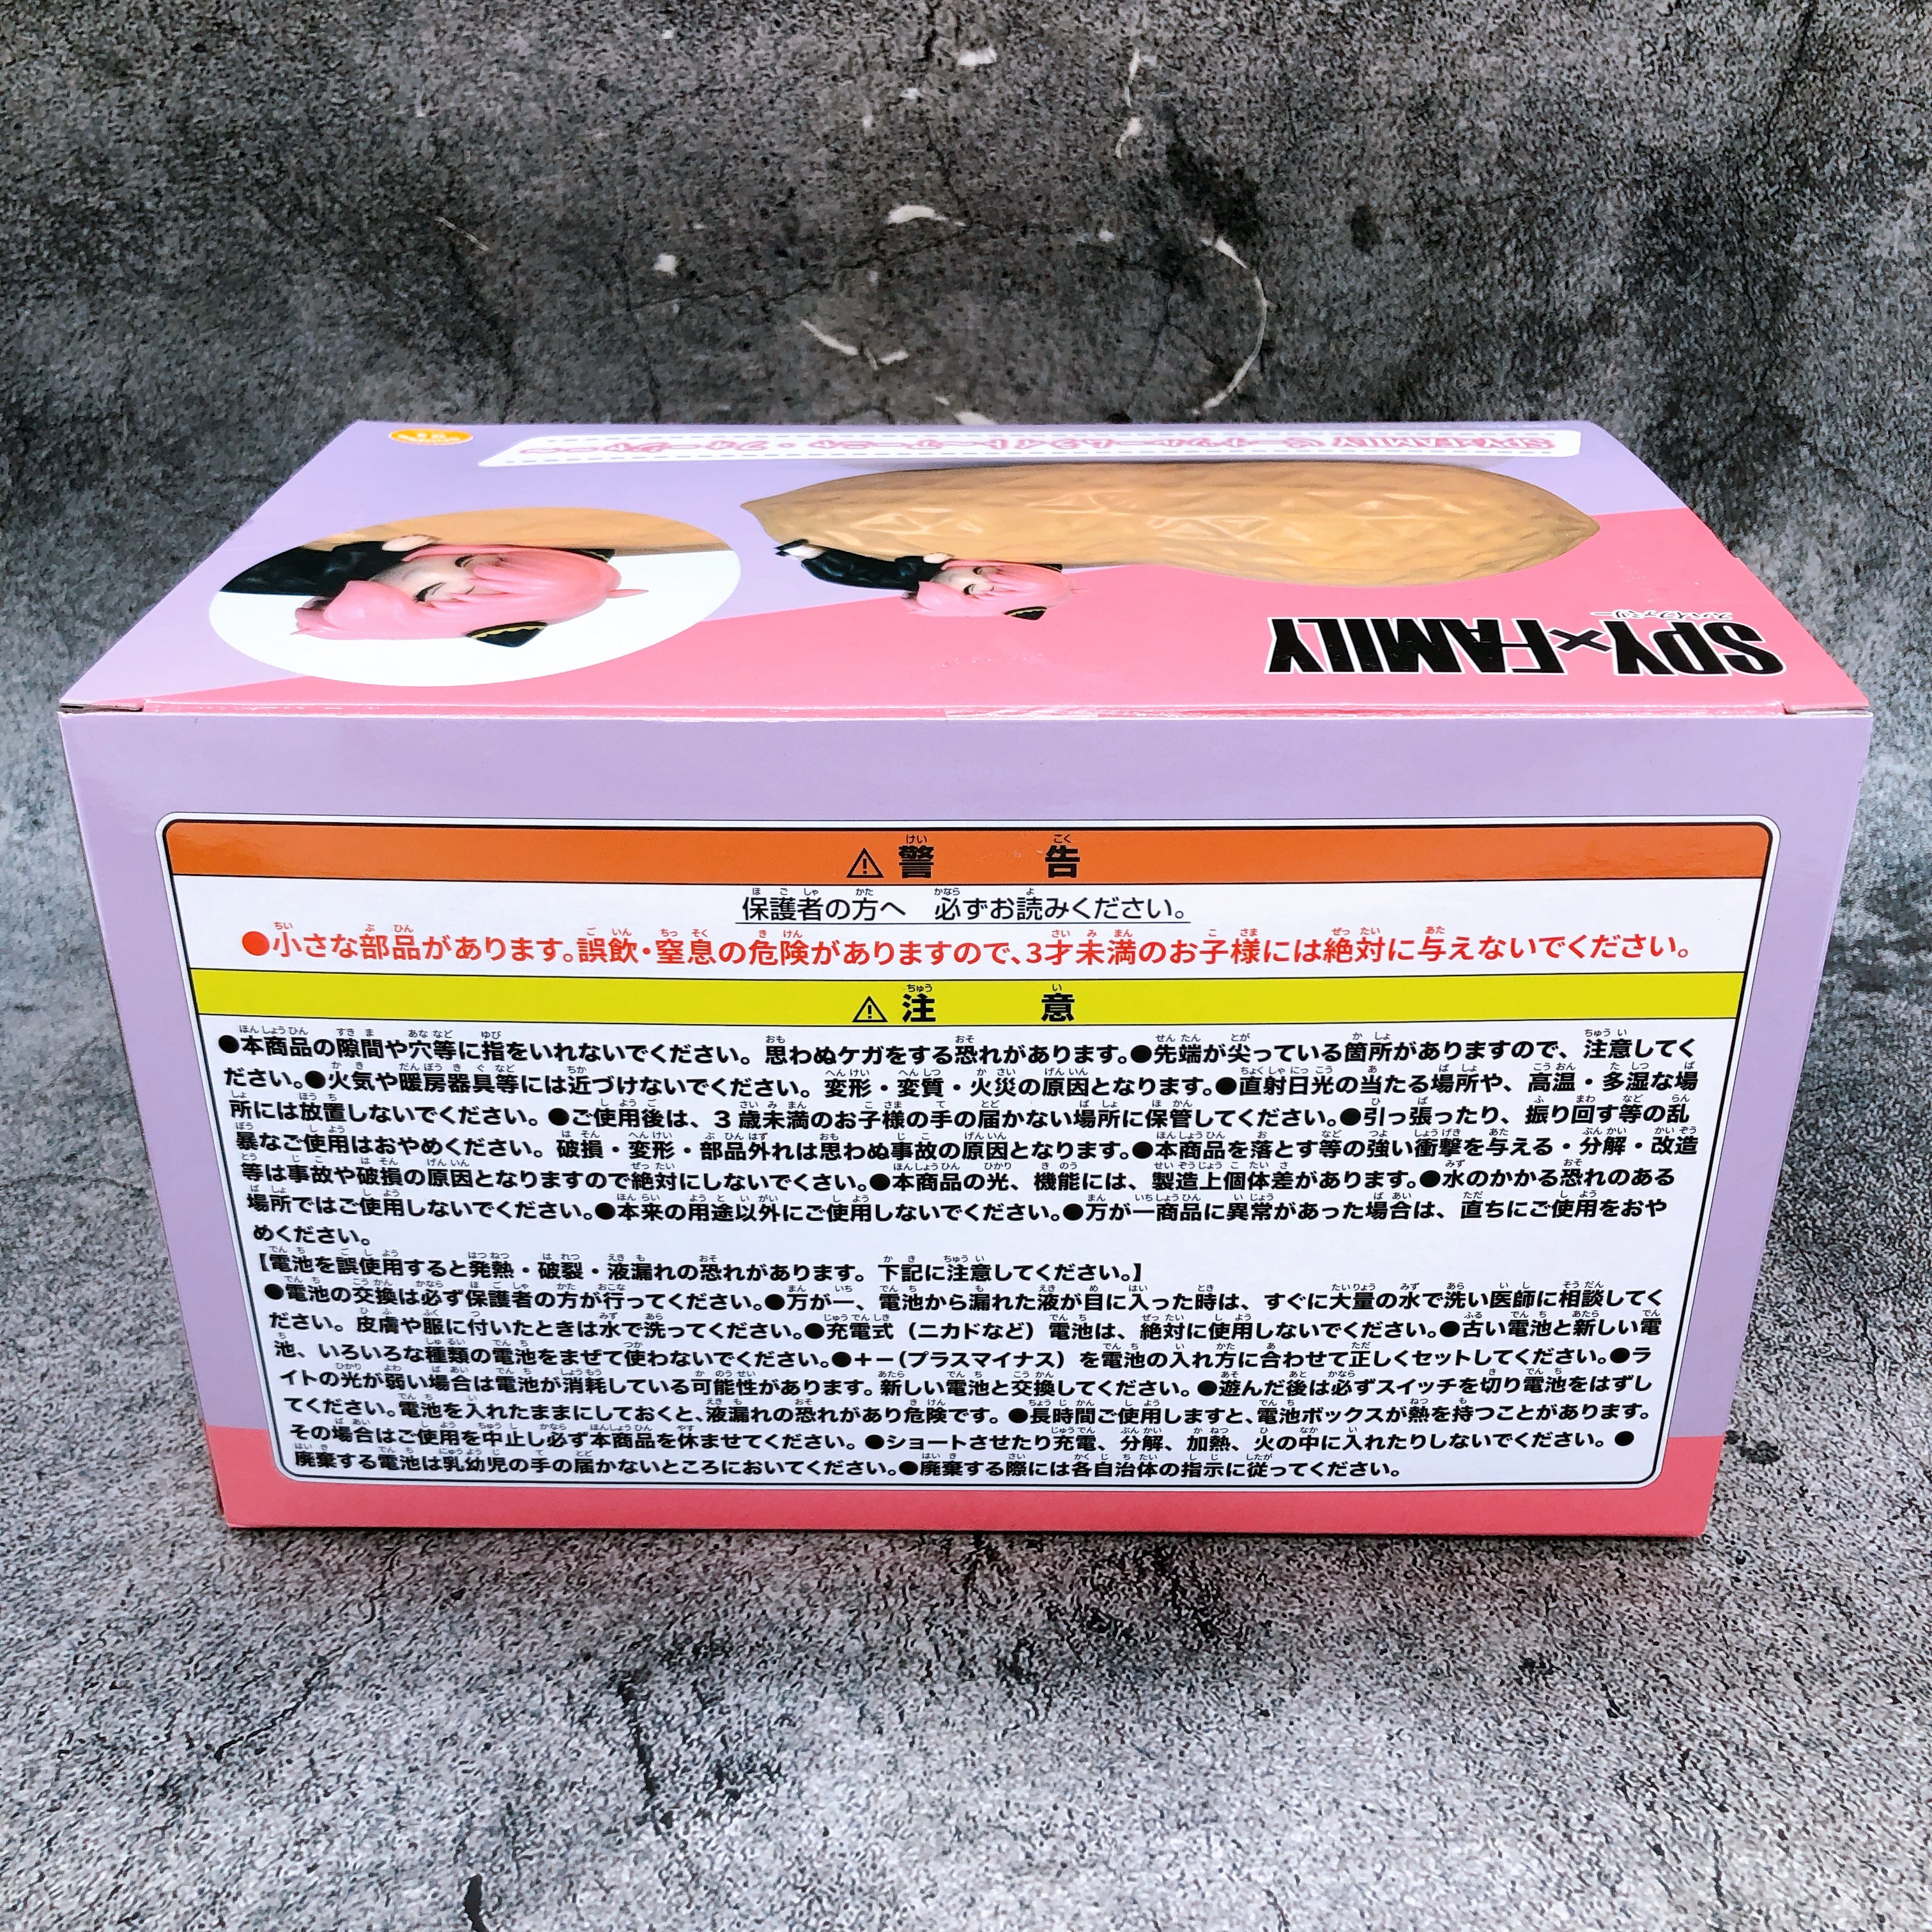 SPY×FAMILY でっかいルームライト〜アーニャ・フォージャー〜
SPY×FAMILY
スパイファミリー
⚠警告
保護者の方へ 必ずお読みください。
●小さな部品があります。誤飲・窒息の危険がありますので、3才未満のお子様には絶対に与えないでください。
⚠注意
●本商品の隙間や穴等に指をいれないでください。思わぬケガをする恐れがあります。●先端が尖っている箇所がありますので、注意してく
ださい。●火気や暖房器具等には近づけないでください。変形・変質・火災の原因となります。●直射日光の当たる場所や、高温・多湿な場
所には放置しないでください。●ご使用後は、3歳未満のお子様の手の届かない場所に保管してください。●引っ張ったり、振り回す等の乱
暴なご使用はおやめください。破損・変形・部品外れは思わぬ事故の原因となります。●本商品を落とす等の強い衝撃を与える・分解・改造
等は事故や破損の原因となりますので絶対にしないでくさい。●本商品の光、機能には、製造上個体差があります。●水のかかる恐れのある
場所ではご使用しないでください。●本来の用途以外にご使用しないでください。●万が一商品に異常があった場合は、直ちにご使用をおや
めください。
【電池を誤使用すると発熱・破裂・液漏れの恐れがあります。下記に注意してください。】
●電池の交換は必ず保護者の方が行ってください。●万が一、電池から漏れた液が目に入った時は、すぐに大量の水で洗い医師に相談してく
ださい。皮膚や服に付いたときは水で洗ってください。●充電式（ニカドなど）電池は、絶対に使用しないでください。●古い電池と新しい電
池、いろいろな種類の電池をまぜて使わないでください。●＋－（プラスマイナス）を電池の入れ方に合わせて正しくセットしてください。●ラ
イトの光が弱い場合は電池が消耗している可能性があります。新しい電池と交換してください。●遊んだ後は必ずスイッチを切り電池をはずし
てください。電池を入れたままにしておくと、液漏れの恐れがあり危険です。●長時間ご使用しますと、電池ボックスが熱を持つことがあります。
その場合はご使用を中止し必ず本商品を休ませてください。●ショートさせたり充電、分解、加熱、火の中に入れたりしないでください。●
廃棄する電池は乳幼児の手の届かないところにおいてください。●廃棄する際には各自治体の指示に従ってください。